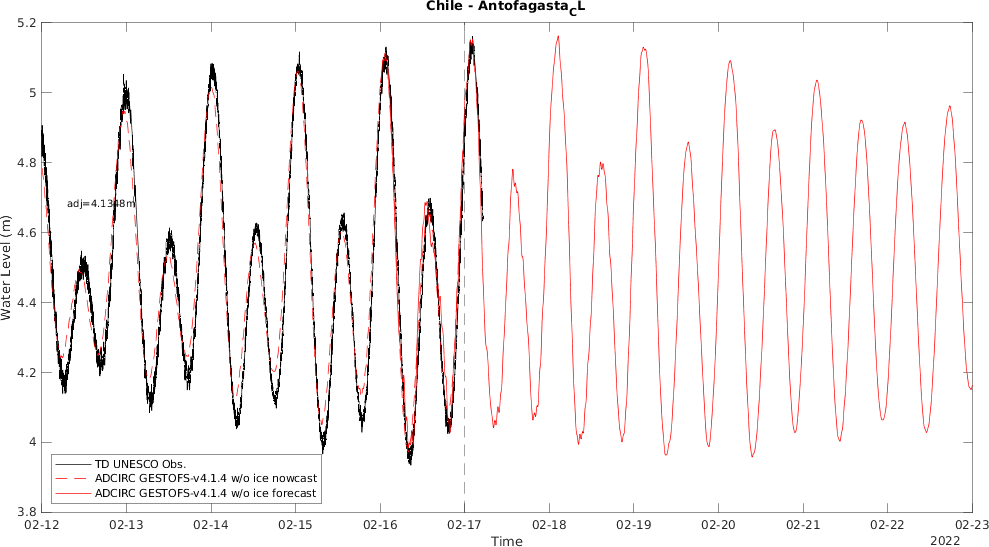 Chile - Antofagasta_CL
5.2
5
4.8
4.6
4.4
4.2
4
3.8
Water Level (m)
adj=4.1348m
TD UNESCO Obs.
ADCIRC GESTOFS-v4.1.4 w/o ice nowcast
ADCIRC GESTOFS-v4.1.4 w/o ice forecast
02-12 02-13 02-14 02-15 02-16 02-17 02-18 02-19 02-20 02-21 02-22 02-23
Time
2022